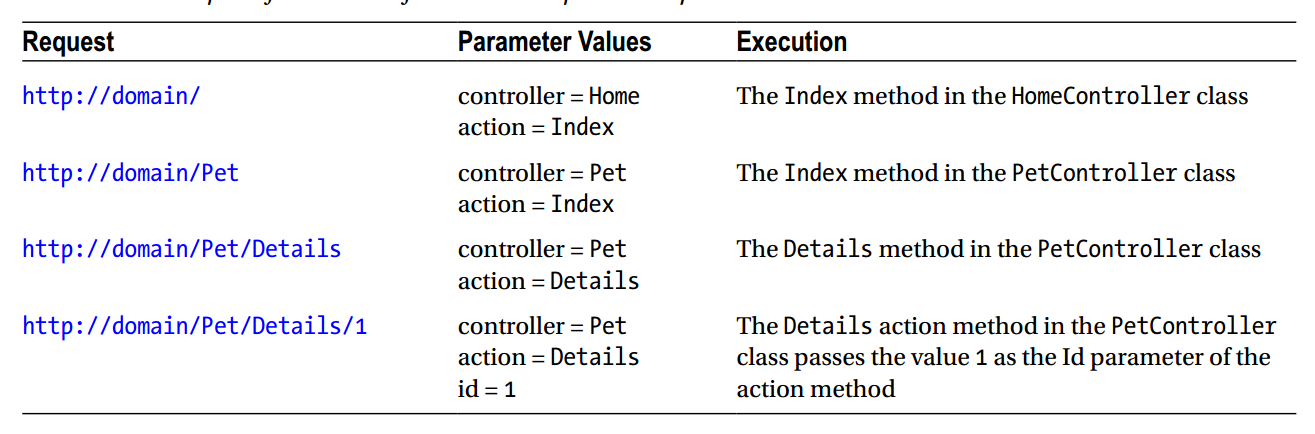 Request Parameter Values Execution
http://domain/ controller = Home The Index method in the HomeController class
action = Index
http://domain/Pet controller = Pet The Index method in the PetController class
action = Index
http://domain/Pet/Details controller = Pet The Details method in the PetController class
action = Details
http://domain/Pet/Details/1 controller = Pet The Details action method in the PetController
action = Details class passes the value 1 as the Id parameter of the
id = 1 action method